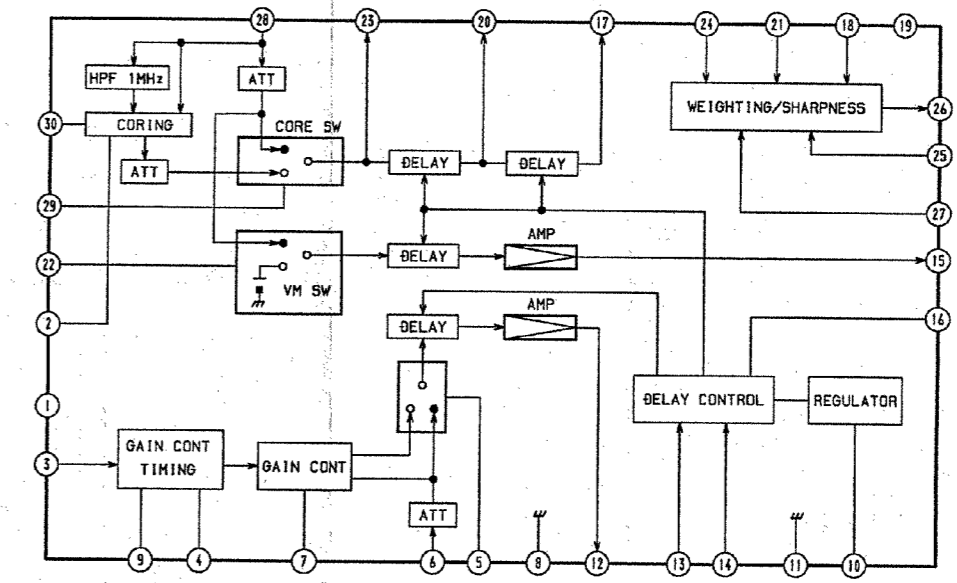 28 23 20 17 24 21 18 19
HPF 1MHz
ATT
WEIGHTING/SHARPNESS
26
30
CORING
CORE SW
ATT
DELAY
DELAY
25
29
27
AMP
22
DELAY
15
VM SW
AMP
2
DELAY
16
1
DELAY CONTROL
REGULATOR
GAIN CONT
TIMING
3
GAIN CONT
ATT
9 4 7 6 5 8 12 13 14 11 10